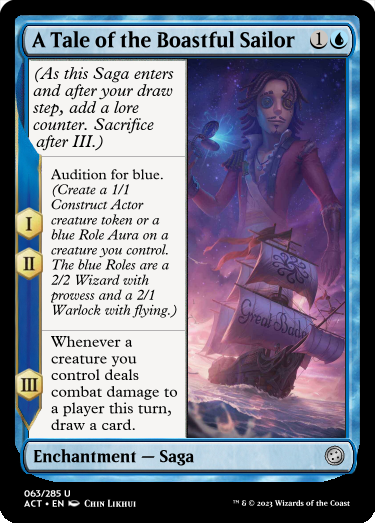 A Tale of the Boastful Sailor 1
(As this Saga enters
and after your draw
step, add a lore
counter. Sacrifice
after III.)
I
II
Audition for blue.
(Create a 1/1
Construct Actor
creature token or a
blue Role Aura on a
creature you control.
The blue Roles are a
2/2 Wizard with
prowess and a 2/1
Warlock with flying.)
III
Whenever a
creature you
control deals
combat damage to
a player this turn,
draw a card.
Enchantment — Saga
063/285 U
ACT • EN Chin Likhui
™ & © 2023 Wizards of the Coast